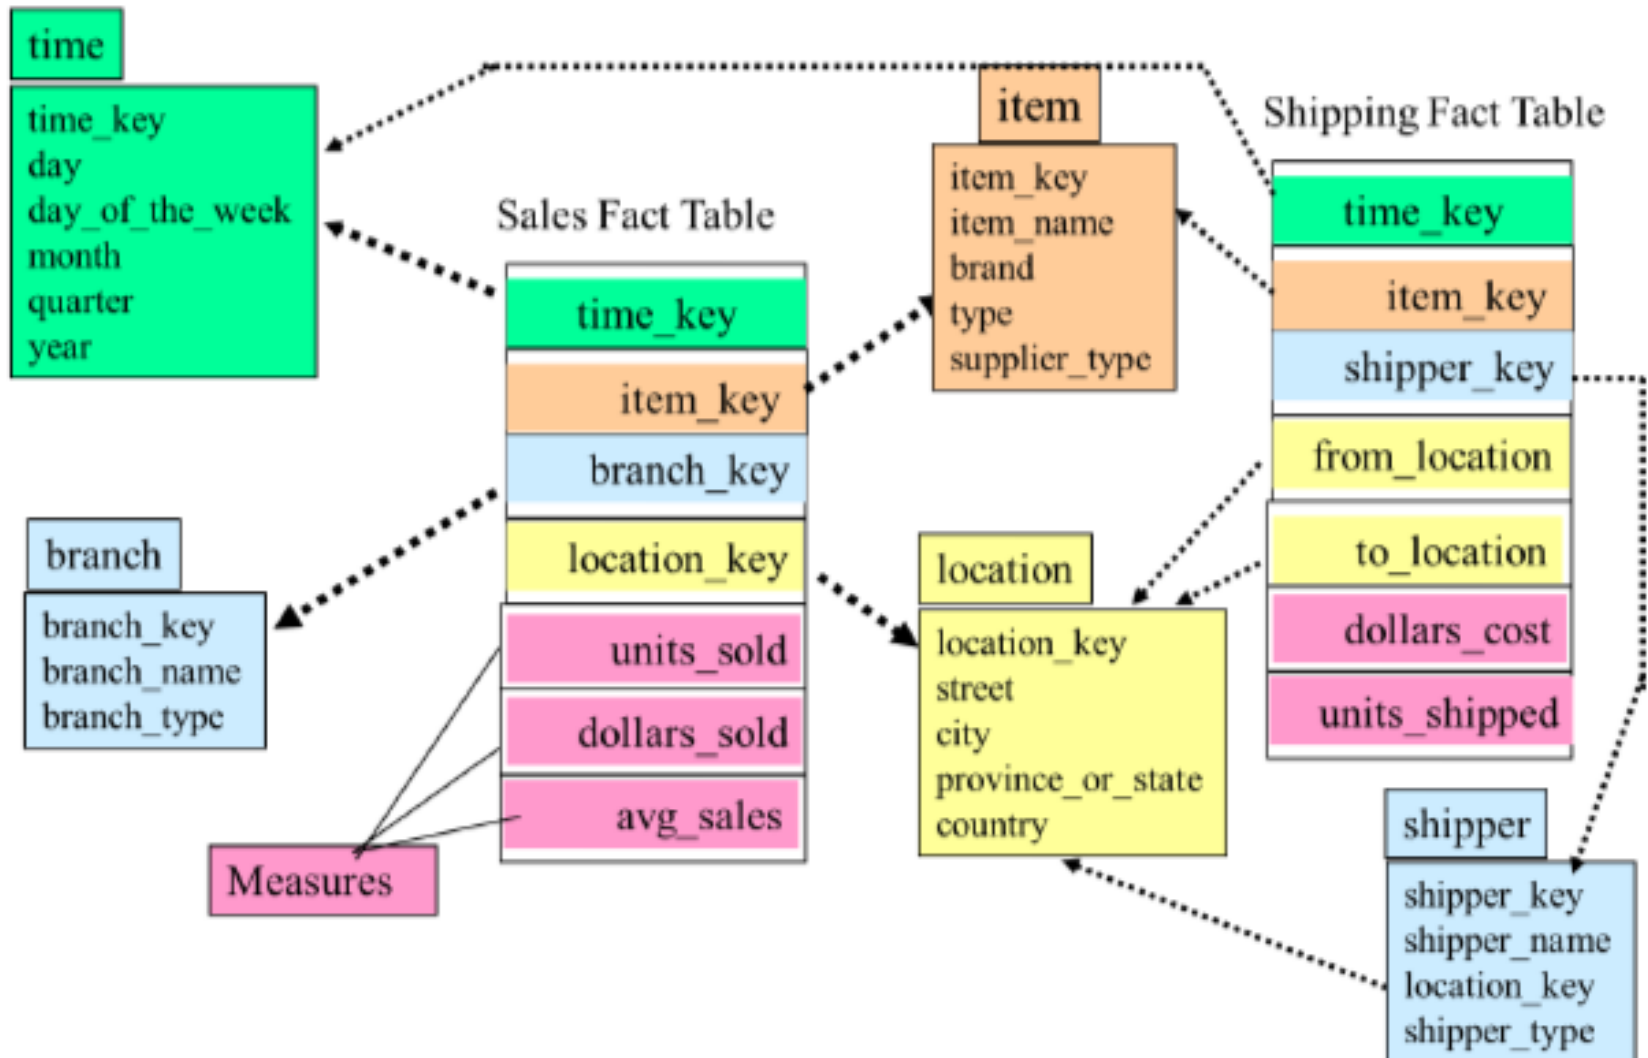 time
time_key
day
day_of_the_week
month
quarter
year
Sales Fact Table
time_key
item_key
branch_key
location_key
units_sold
dollars_sold
avg_sales
Measures
branch
branch_key
branch_name
branch_type
item
item_key
item_name
brand
type
supplier_type
location
location_key
street
city
province_or_state
country
Shipping Fact Table
time_key
item_key
shipper_key
from_location
to_location
dollars_cost
units_shipped
shipper
shipper_key
shipper_name
location_key
shipper_type